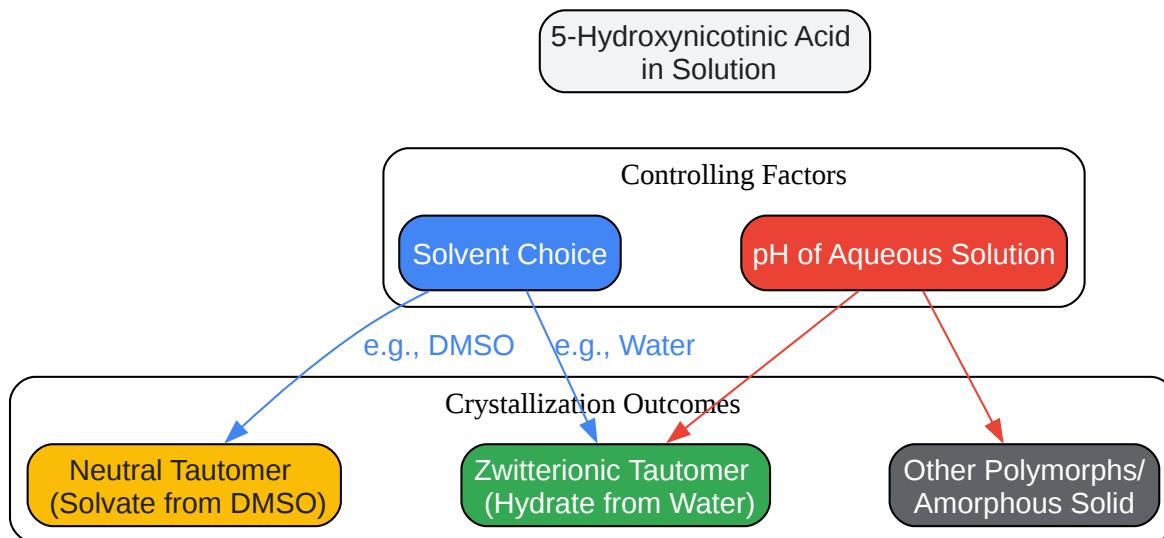 5-Hydroxynicotinic Acid
in Solution
Controlling Factors
Solvent Choice
pH of Aqueous Solution
e.g., DMSO
e.g., Water
Crystallization Outcomes
Neutral Tautomer
(Solvate from DMSO)
Zwitterionic Tautomer
(Hydrate from Water)
Other Polymorphs/
Amorphous Solid